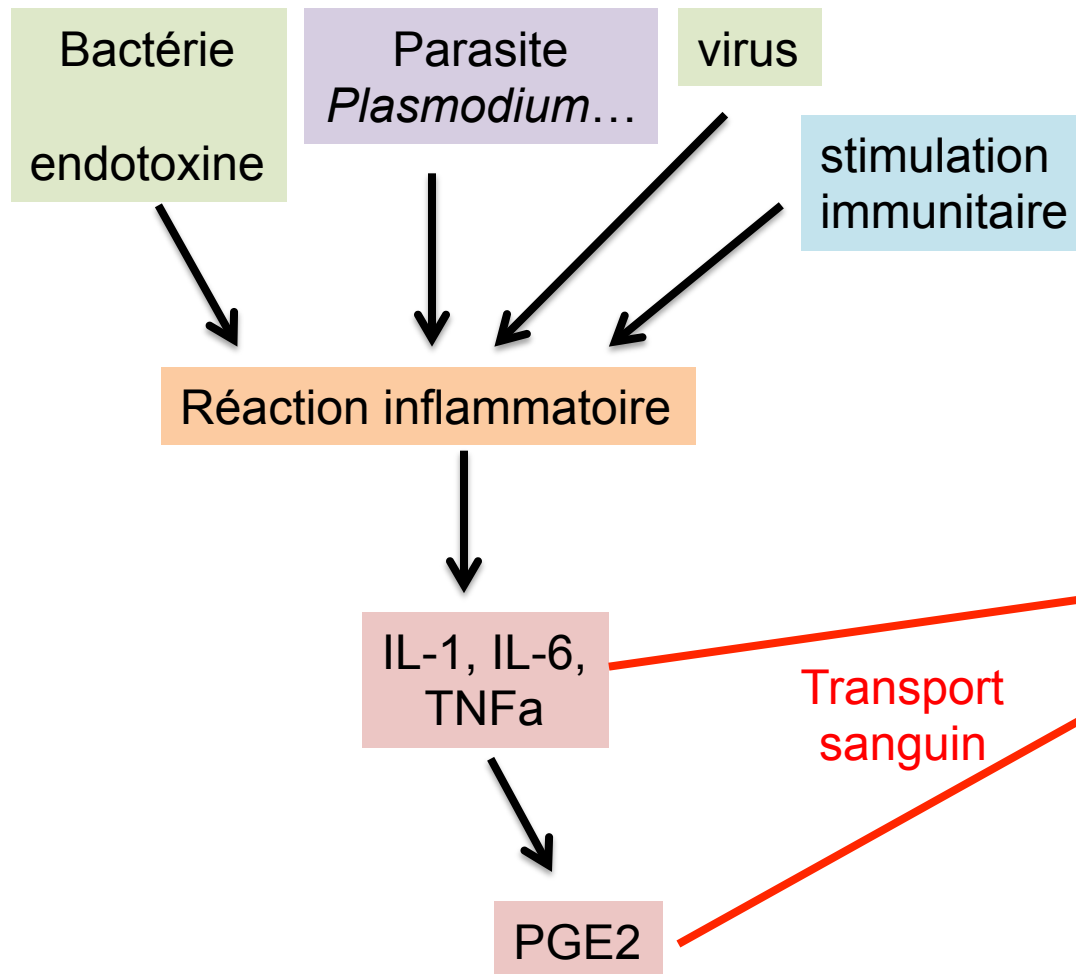 Bactérie
endotoxine
Parasite
Plasmodium…
virus
stimulation
immunitaire
Réaction inflammatoire
IL-1, IL-6,
TNFa
Transport
sanguin
PGE2